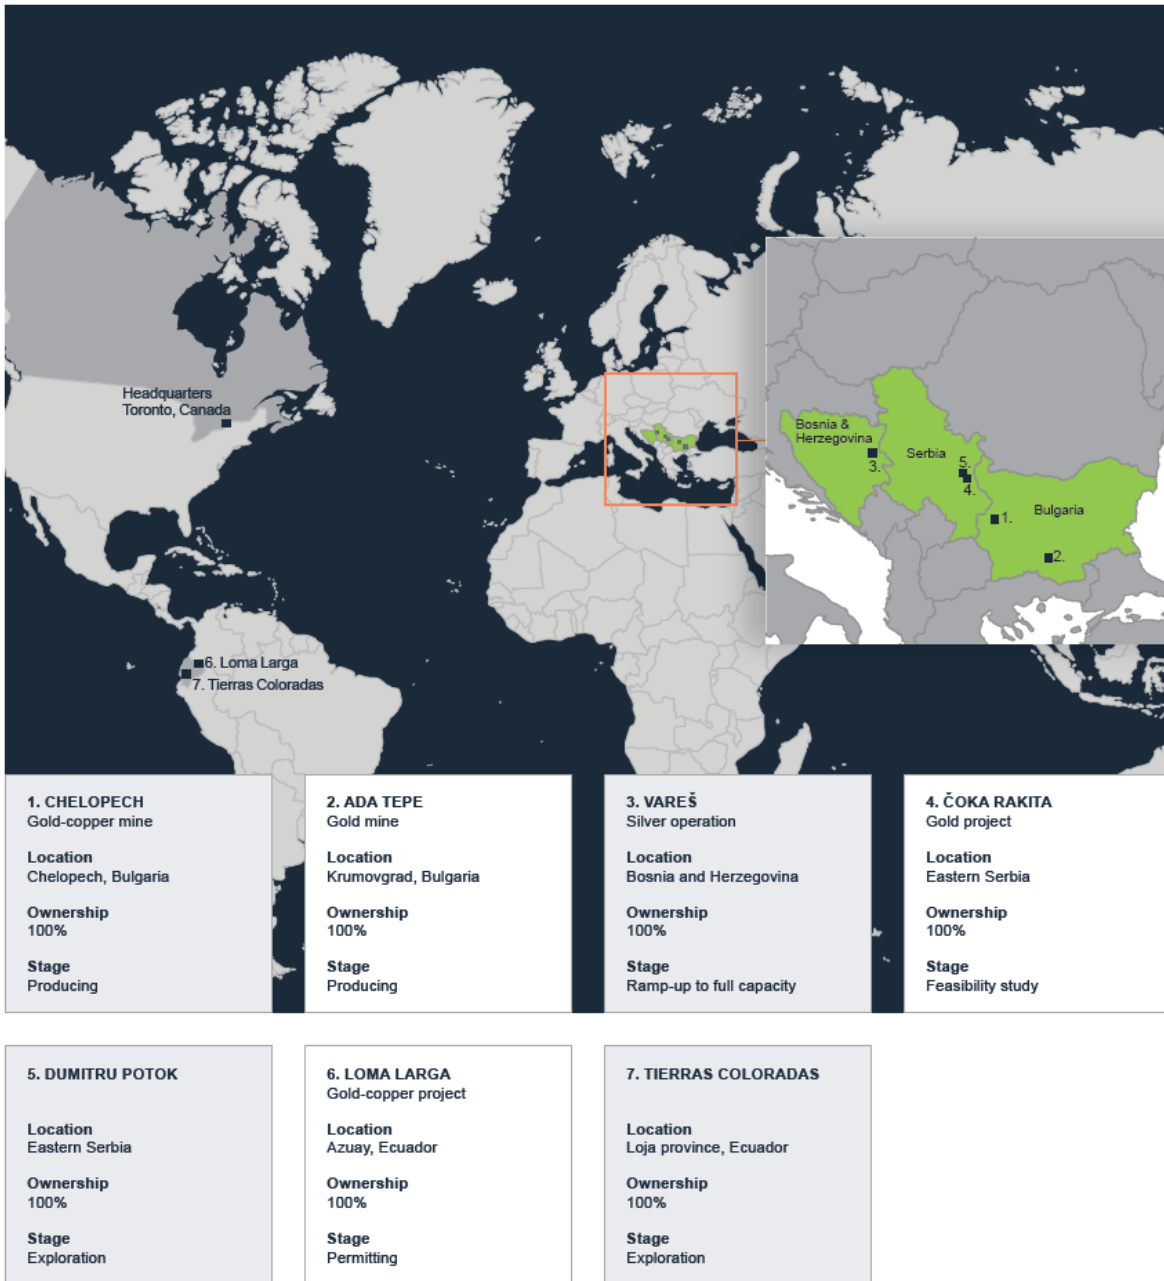 Headquarters
Toronto, Canada
Bosnia &
Herzegovina
3.
Serbia
5.
4.
1.
Bulgaria
2.
6. Loma Larga
7. Tierras Coloradas
1. CHELOPECH
Gold-copper mine
Location
Chelopech, Bulgaria
Ownership
100%
Stage
Producing
2. ADA TEPE
Gold mine
Location
Krumovgrad, Bulgaria
Ownership
100%
Stage
Producing
3. VAREŠ
Silver operation
Location
Bosnia and Herzegovina
Ownership
100%
Stage
Ramp-up to full capacity
4. ČOKA RAKITA
Gold project
Location
Eastern Serbia
Ownership
100%
Stage
Feasibility study
5. DUMITRU POTOK
Location
Eastern Serbia
Ownership
100%
Stage
Exploration
6. LOMA LARGA
Gold-copper project
Location
Azuay, Ecuador
Ownership
100%
Stage
Permitting
7. TIERRAS COLORADAS
Location
Loja province, Ecuador
Ownership
100%
Stage
Exploration